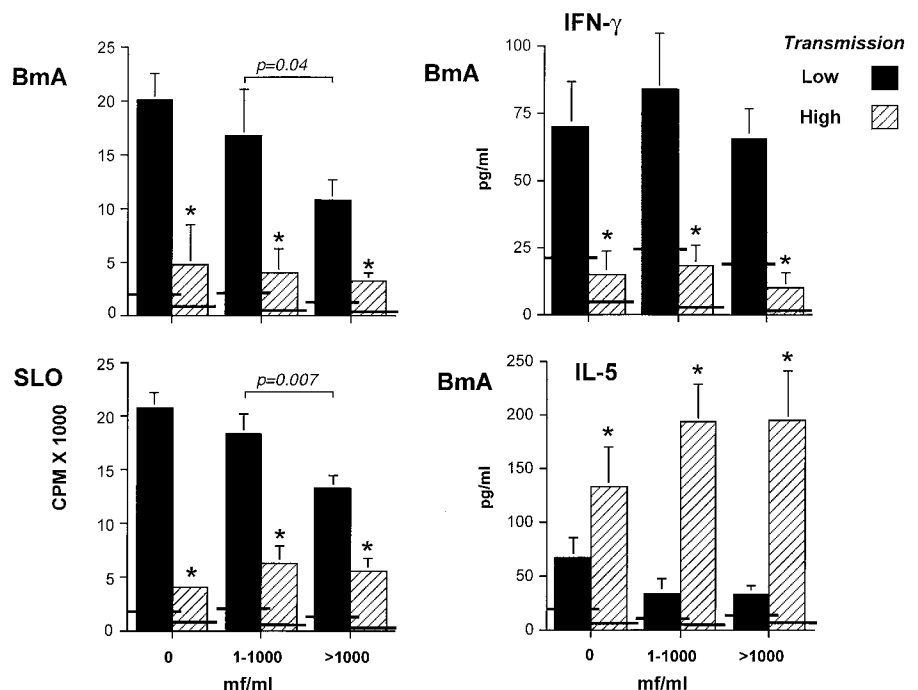 BmA
25
20
15
10
5
0
p=0.04
IFN-γ
BmA
pg/ml
100
75
50
25
0
Transmission
Low
High
* * *
* * *
SLO
CPM X 1000
25
20
15
10
5
0
p=0.007
0 1-1000 >1000
mf/ml
BmA
IL-5
pg/ml
250
200
150
100
50
0
* * *
* * *
0 1-1000 >1000
mf/ml